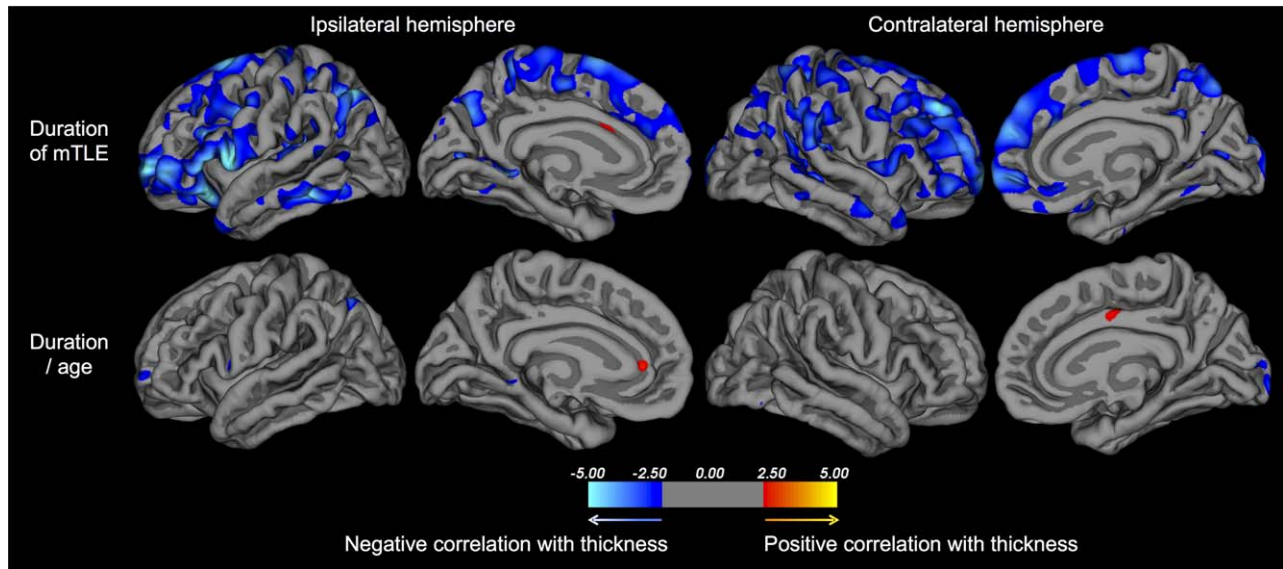 Ipsilateral hemisphere
Contralateral hemisphere
Duration
of mTLE
Duration
/ age
-5.00 -2.50 0.00 2.50 5.00
Negative correlation with thickness
Positive correlation with thickness